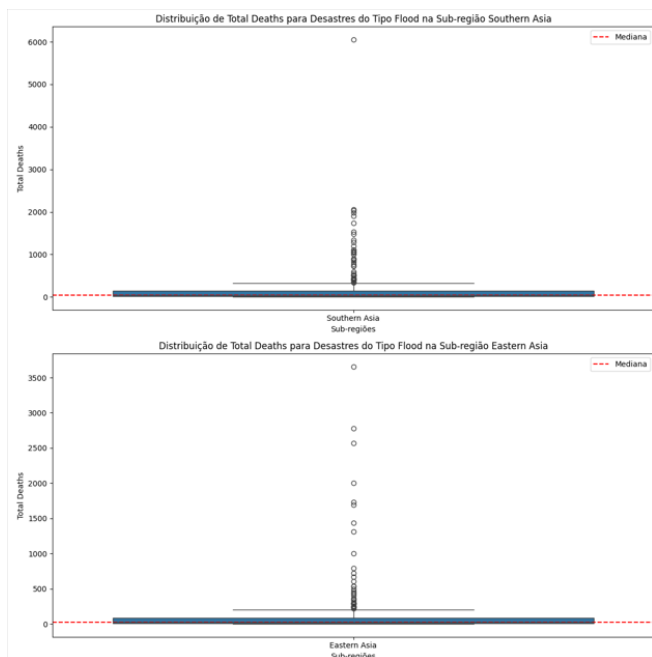 Distribuição de Total Deaths para Desastres do Tipo Flood na Sub-região Southern Asia
Mediana
6000
5000
4000
3000
2000
1000
0
Total Deaths
Southern Asia
Sub-regiões
Distribuição de Total Deaths para Desastres do Tipo Flood na Sub-região Eastern Asia
Mediana
3500
3000
2500
2000
1500
1000
500
0
Total Deaths
Eastern Asia
Sub-regiões